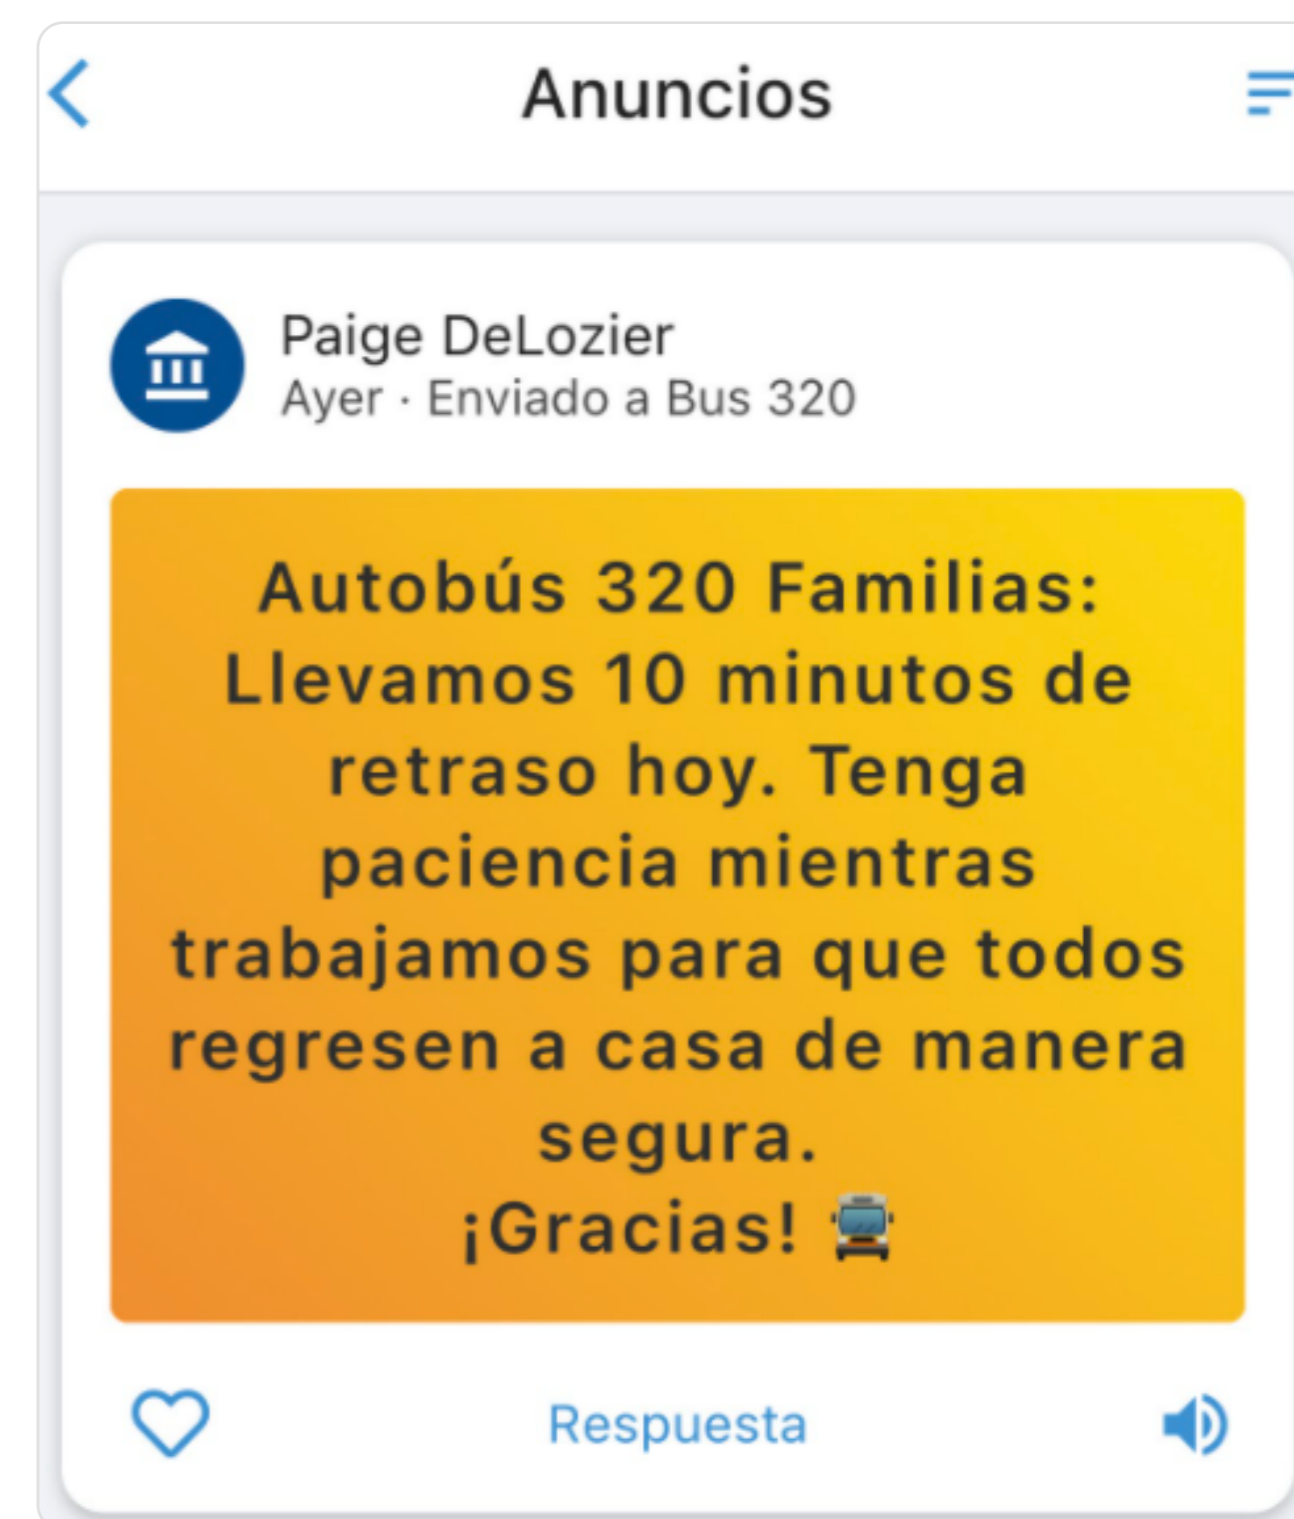 Anuncios
Paige DeLozier
Ayer · Enviado a Bus 320
Autobús 320 Familias:
Llevamos 10 minutos de
retraso hoy. Tenga
paciencia mientras
trabajamos para que todos
regresen a casa de manera
segura.
¡Gracias! 🚍
Respuesta